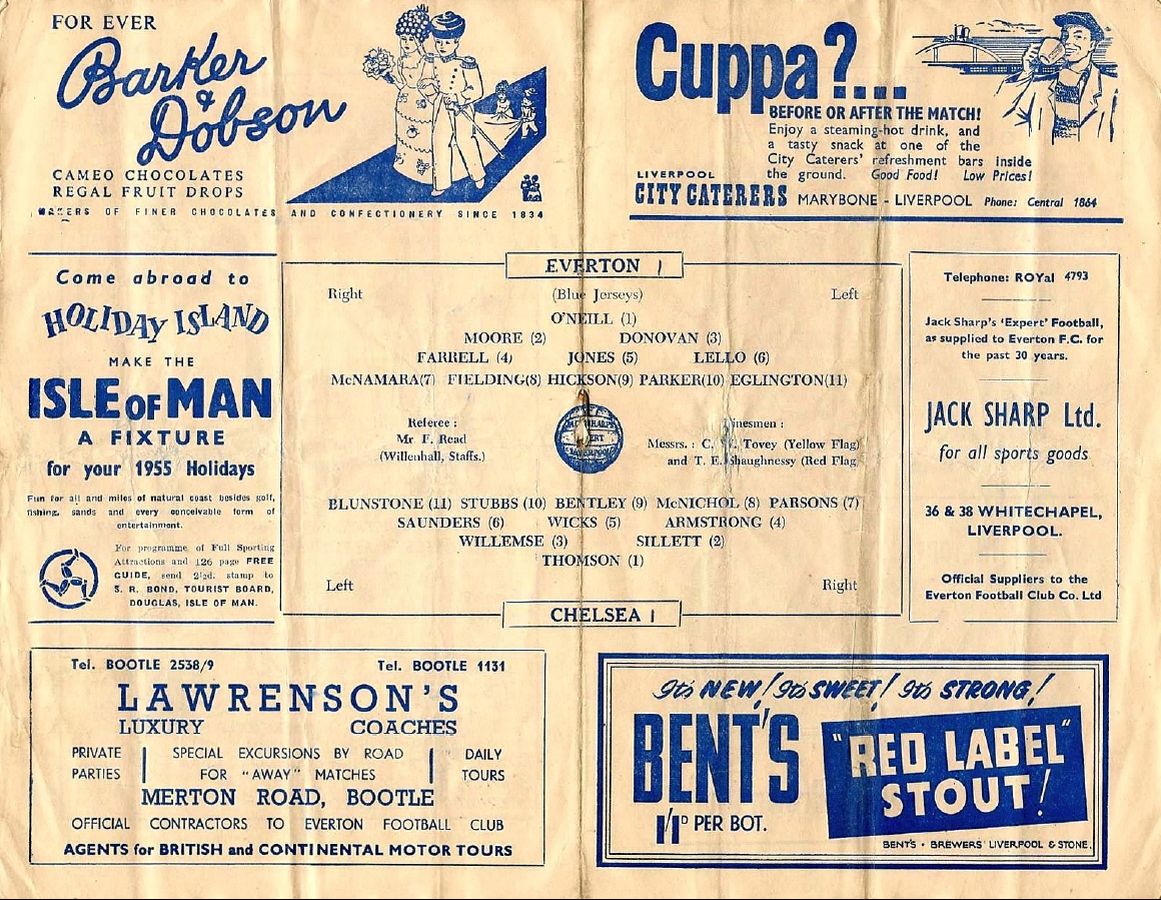 FOR EVER
Barker
&
Dobson
CAMEO CHOCOLATES
REGAL FRUIT DROPS
MAKERS OF FINER CHOCOLATES AND CONFECTIONERY SINCE 1834
Cuppa?....
BEFORE OR AFTER THE MATCH!
Enjoy a steaming-hot drink, and
a tasty snack at one of the
City Caterers' refreshment bars inside
the ground. Good Food! Low Prices!
LIVERPOOL
CITY CATERERS MARYBONE - LIVERPOOL Phone: Central 1864
Come abroad to
HOLIDAY ISLAND
MAKE THE
ISLE OF MAN
A FIXTURE
for your 1955 Holidays
Fun for all and miles of natural coast besides golf,
fishing, sands and every conceivable form of
entertainment.
For programme of Full Sporting
Attractions and 126 page FREE
GUIDE, send 2½d. stamp to
S. R. BOND, TOURIST BOARD,
DOUGLAS, ISLE OF MAN.
EVERTON 1
Right (Blue Jerseys) Left
O'NEILL (1)
MOORE (2) DONOVAN (3)
FARRELL (4) JONES (5) LELLO (6)
McNAMARA(7) FIELDING(8) HICKSON(9) PARKER(10) EGLINGTON(11)
Referee :
Mr F. Read
(Willenhall, Staffs.)
Linesmen :
Messrs. : C. Tovey (Yellow Flag)
and T. E. Shaughnessy (Red Flag
BLUNSTONE (11) STUBBS (10) BENTLEY (9) McNICHOL (8) PARSONS (7)
SAUNDERS (6) WICKS (5) ARMSTRONG (4)
WILLEMSE (3) SILLETT (2)
THOMSON (1)
Left Right
CHELSEA 1
Telephone: ROYal 4793
Jack Sharp's 'Expert' Football,
as supplied to Everton F.C. for
the past 30 years.
JACK SHARP Ltd.
for all sports goods
36 & 38 WHITECHAPEL,
LIVERPOOL.
Official Suppliers to the
Everton Football Club Co. Ltd
Tel. BOOTLE 2538/9 Tel. BOOTLE 1131
LAWRENSON'S
LUXURY COACHES
PRIVATE PARTIES
SPECIAL EXCURSIONS BY ROAD
FOR "AWAY" MATCHES
DAILY TOURS
MERTON ROAD, BOOTLE
OFFICIAL CONTRACTORS TO EVERTON FOOTBALL CLUB
AGENTS for BRITISH and CONTINENTAL MOTOR TOURS
It's NEW! It's SWEET! It's STRONG!
BENT'S
"RED LABEL"
STOUT!
1/1D PER BOT.
BENT'S • BREWERS LIVERPOOL & STONE.